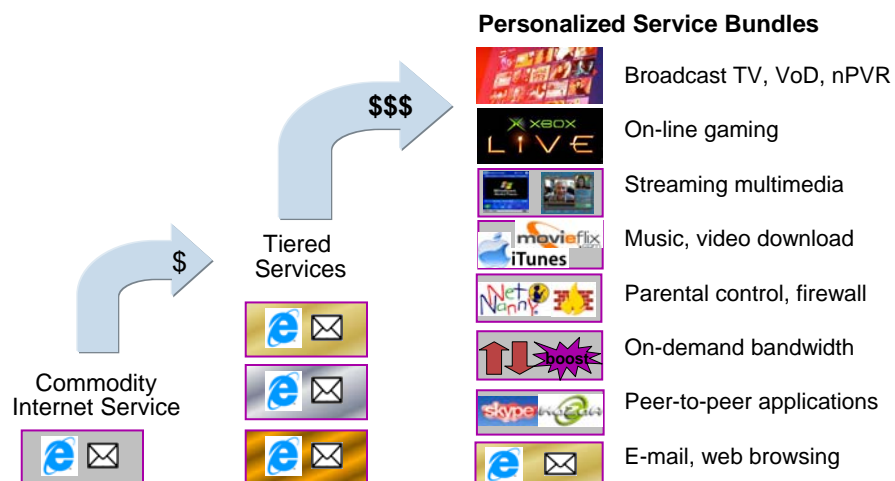 Personalized Service Bundles
Broadcast TV, VoD, nPVR
$$$
XBOX
LIVE
On-line gaming
Streaming multimedia
Tiered
Services
$
movieflix
iTunes
Music, video download
Net
Nanny
Parental control, firewall
boost
On-demand bandwidth
Commodity
Internet Service
skype
Peer-to-peer applications
E-mail, web browsing